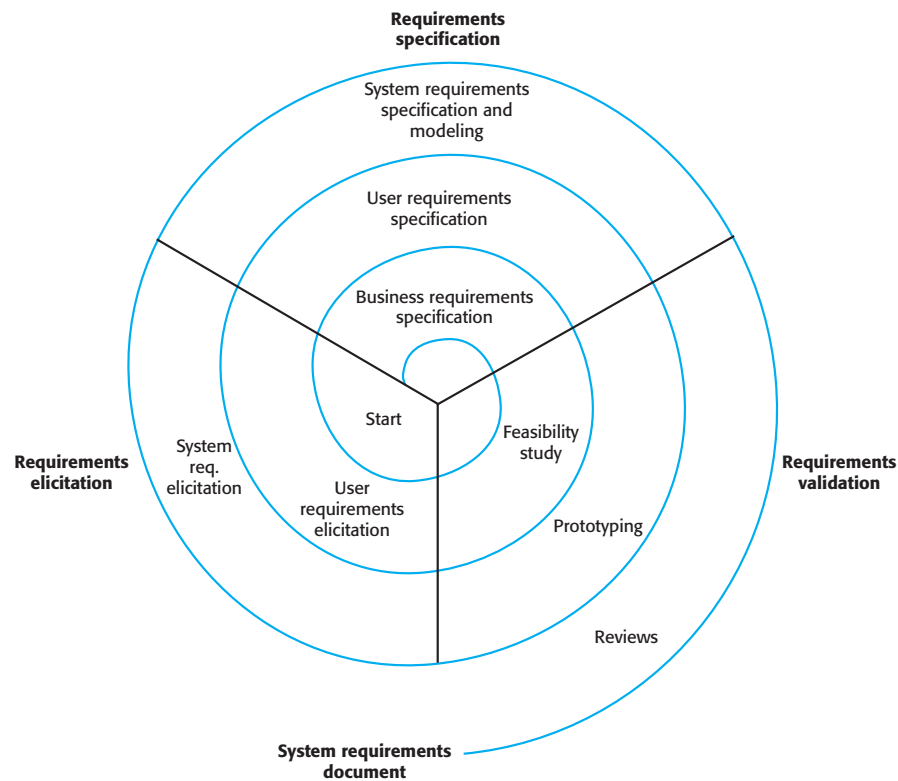 Requirements
specification
System requirements
specification and
modeling
User requirements
specification
Business requirements
specification
Start
Feasibility
study
System
req.
elicitation
Requirements
elicitation
Requirements
validation
User
requirements
elicitation
Prototyping
Reviews
System requirements
document